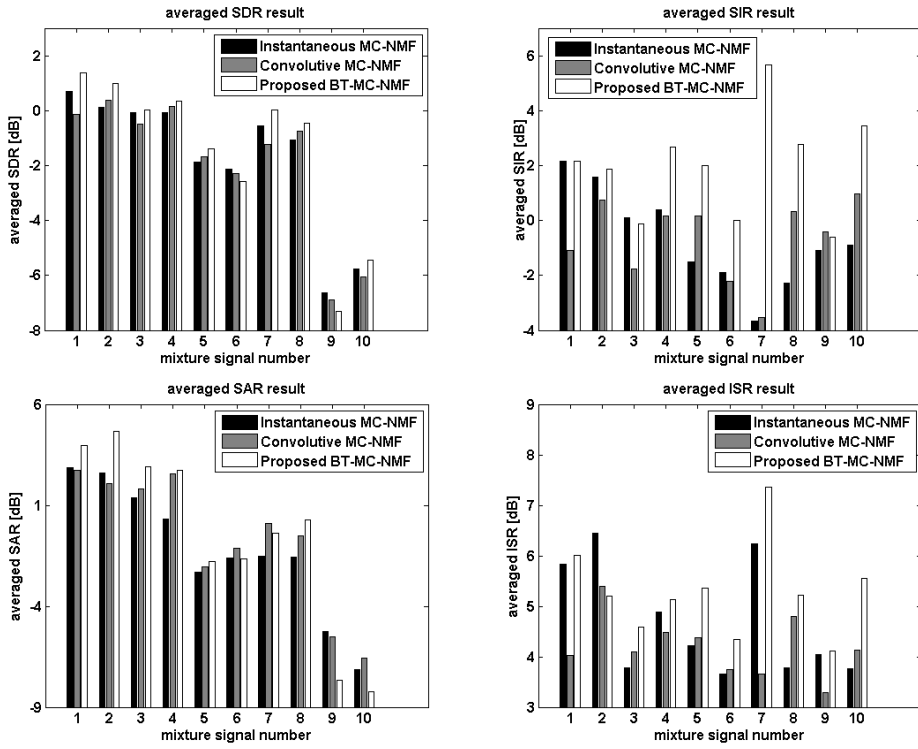 averaged SDR result
2
0
-2
-4
-6
-8
averaged SDR [dB]
Instantaneous MC-NMF
Convolutive MC-NMF
Proposed BT-MC-NMF
1 2 3 4 5 6 7 8 9 10
mixture signal number
averaged SIR result
6
4
2
0
-2
-4
averaged SIR [dB]
Instantaneous MC-NMF
Convolutive MC-NMF
Proposed BT-MC-NMF
1 2 3 4 5 6 7 8 9 10
mixture signal number
averaged SAR result
6
1
-4
-9
averaged SAR [dB]
Instantaneous MC-NMF
Convolutive MC-NMF
Proposed BT-MC-NMF
1 2 3 4 5 6 7 8 9 10
mixture signal number
averaged ISR result
9
8
7
6
5
4
3
averaged ISR [dB]
Instantaneous MC-NMF
Convolutive MC-NMF
Proposed BT-MC-NMF
1 2 3 4 5 6 7 8 9 10
mixture signal number